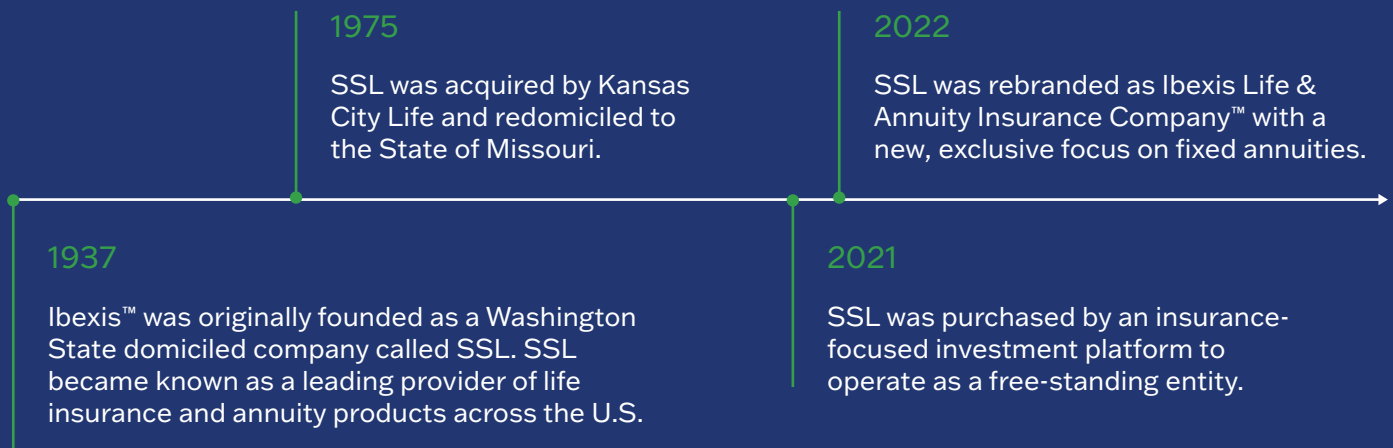 1975
SSL was acquired by Kansas
City Life and redomiciled to
the State of Missouri.
2022
SSL was rebranded as Ibexis Life &
Annuity Insurance Company™ with a
new, exclusive focus on fixed annuities.
1937
Ibexis™ was originally founded as a Washington
State domiciled company called SSL. SSL
became known as a leading provider of life
insurance and annuity products across the U.S.
2021
SSL was purchased by an insurance-
focused investment platform to
operate as a free-standing entity.